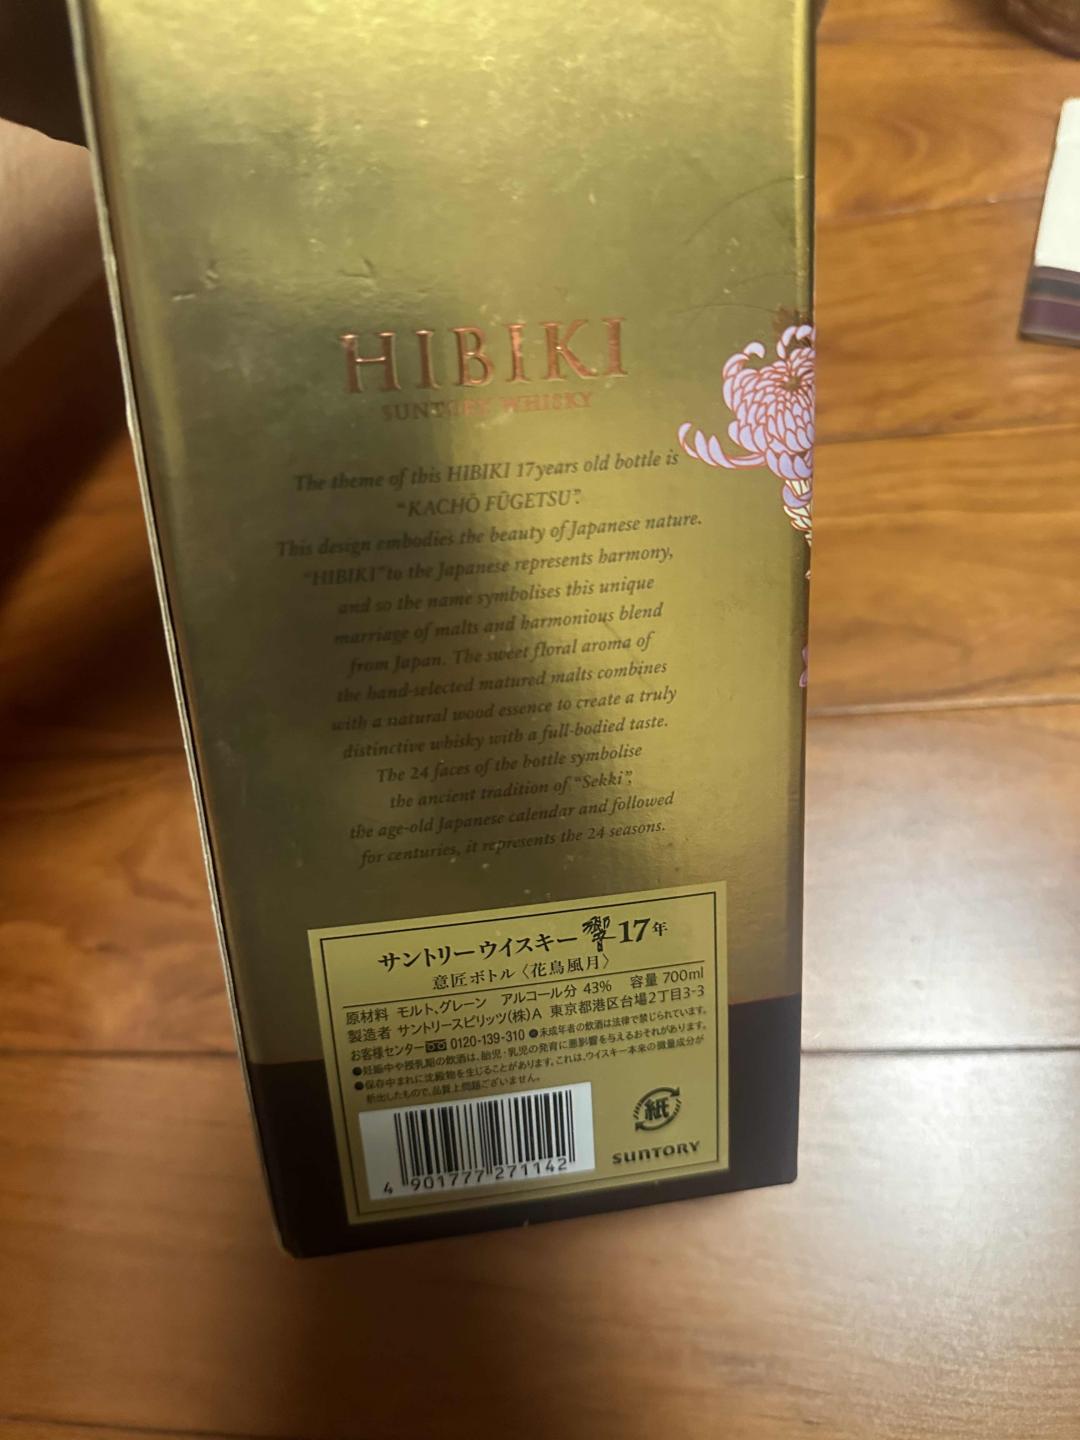 HIBIKI
SUNTORY WHISKY
The theme of this HIBIKI 17years old bottle is
“KACHŌ FŪGETSU”.
This design embodies the beauty of Japanese nature.
“HIBIKI” to the Japanese represents harmony,
and so the name symbolises this unique
marriage of malts and harmonious blend
from Japan. The sweet floral aroma of
the hand-selected matured malts combines
with a natural wood essence to create a truly
distinctive whisky with a full-bodied taste.
The 24 faces of the bottle symbolise
the ancient tradition of “Sekki”,
the age-old Japanese calendar and followed
for centuries, it represents the 24 seasons.
サントリーウイスキー 響 17年
意匠ボトル〈花鳥風月〉
原材料 モルト、グレーン アルコール分 43% 容量 700ml
製造者 サントリースピリッツ(株)A 東京都港区台場2丁目3-3
お客様センター 0120-139-310 ●未成年者の飲酒は法律で禁じられています。
●妊娠中や授乳期の飲酒は、胎児・乳児の発育に悪影響を与えるおそれがあります。
●保存中まれに沈殿物を生じることがあります。これは、ウイスキー本来の微量成分が
析出したもので、品質上問題ございません。
紙
4 901777 271142
SUNTORY